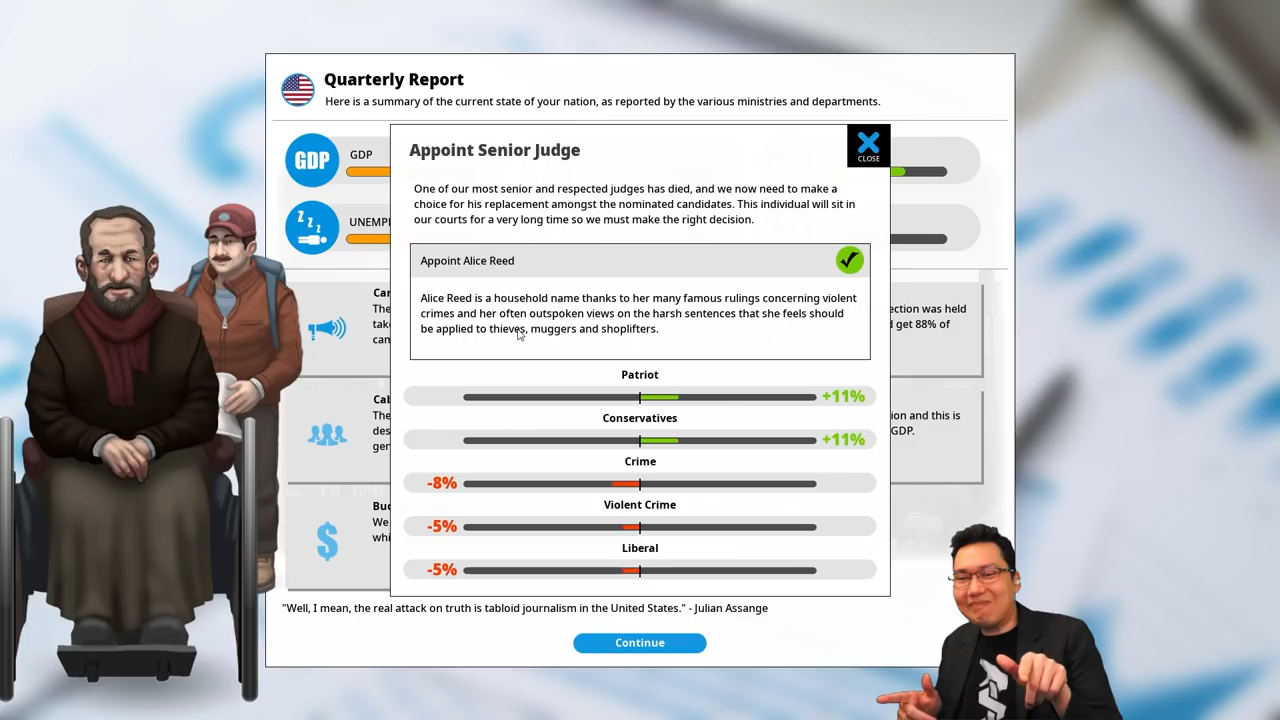 Quarterly Report
Here is a summary of the current state of your nation, as reported by the various ministries and departments.
GDP
GDP
Appoint Senior Judge
CLOSE
One of our most senior and respected judges has died, and we now need to make a
choice for his replacement amongst the nominated candidates. This individual will sit in
our courts for a very long time so we must make the right decision.
Z Z Z
Appoint Alice Reed
Alice Reed is a household name thanks to her many famous rulings concerning violent
crimes and her often outspoken views on the harsh sentences that she feels should
be applied to thieves, muggers and shoplifters.
ection was held
get 88% of
Patriot
+11%
Conservatives
+11%
ion and this is
GDP.
Crime
-8%
Violent Crime
-5%
Liberal
-5%
We
$
"Well, I mean, the real attack on truth is tabloid journalism in the United States." - Julian Assange
Continue